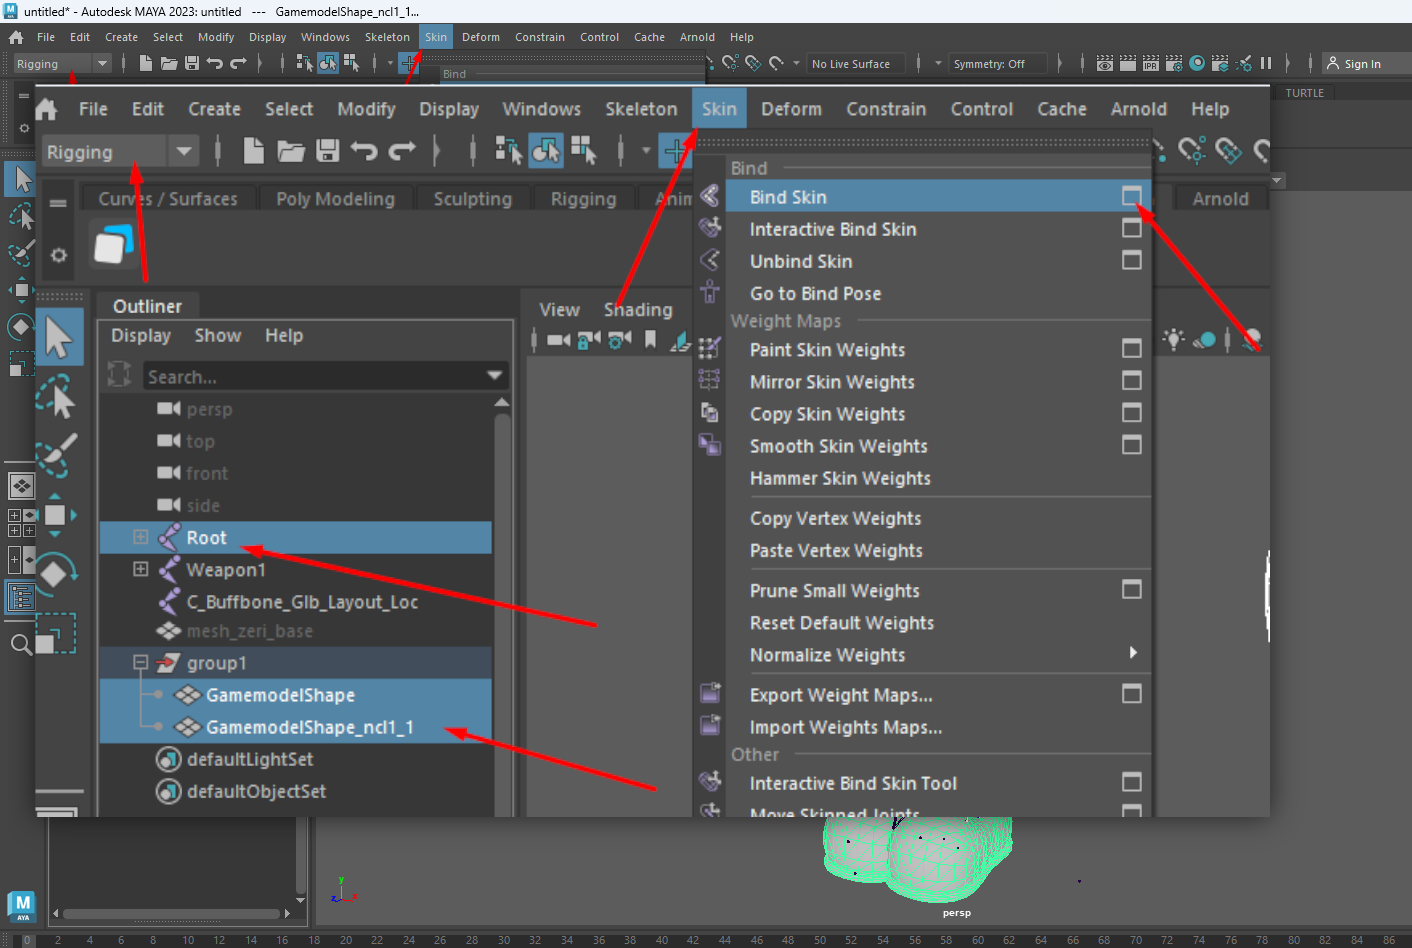 untitled* - Autodesk MAYA 2023: untitled --- GamemodelShape_ncl1_1...
File Edit Create Select Modify Display Windows Skeleton Skin Deform Constrain Control Cache Arnold Help
Rigging No Live Surface Symmetry: Off Sign In
Bind
TURTLE
File Edit Create Select Modify Display Windows Skeleton Skin Deform Constrain Control Cache Arnold Help
Rigging
Curves / Surfaces Poly Modeling Sculpting Rigging Anim Arnold
Bind
Bind Skin
Interactive Bind Skin
Unbind Skin
Go to Bind Pose
Weight Maps
Paint Skin Weights
Mirror Skin Weights
Copy Skin Weights
Smooth Skin Weights
Hammer Skin Weights
Copy Vertex Weights
Paste Vertex Weights
Prune Small Weights
Reset Default Weights
Normalize Weights
Export Weight Maps...
Import Weights Maps...
Other
Interactive Bind Skin Tool
Move Skinned Joints
Outliner
Display Show Help
Search...
persp
top
front
side
Root
Weapon1
C_Buffbone_Glb_Layout_Loc
mesh_zeri_base
group1
GamemodelShape
GamemodelShape_ncl1_1
defaultLightSet
defaultObjectSet
View Shading
IPR
M
AYA
y
z x
persp
0 2 4 6 8 10 12 14 16 18 20 22 24 26 28 30 32 34 36 38 40 42 44 46 48 50 52 54 56 58 60 62 64 66 68 70 72 74 76 78 80 82 84 86